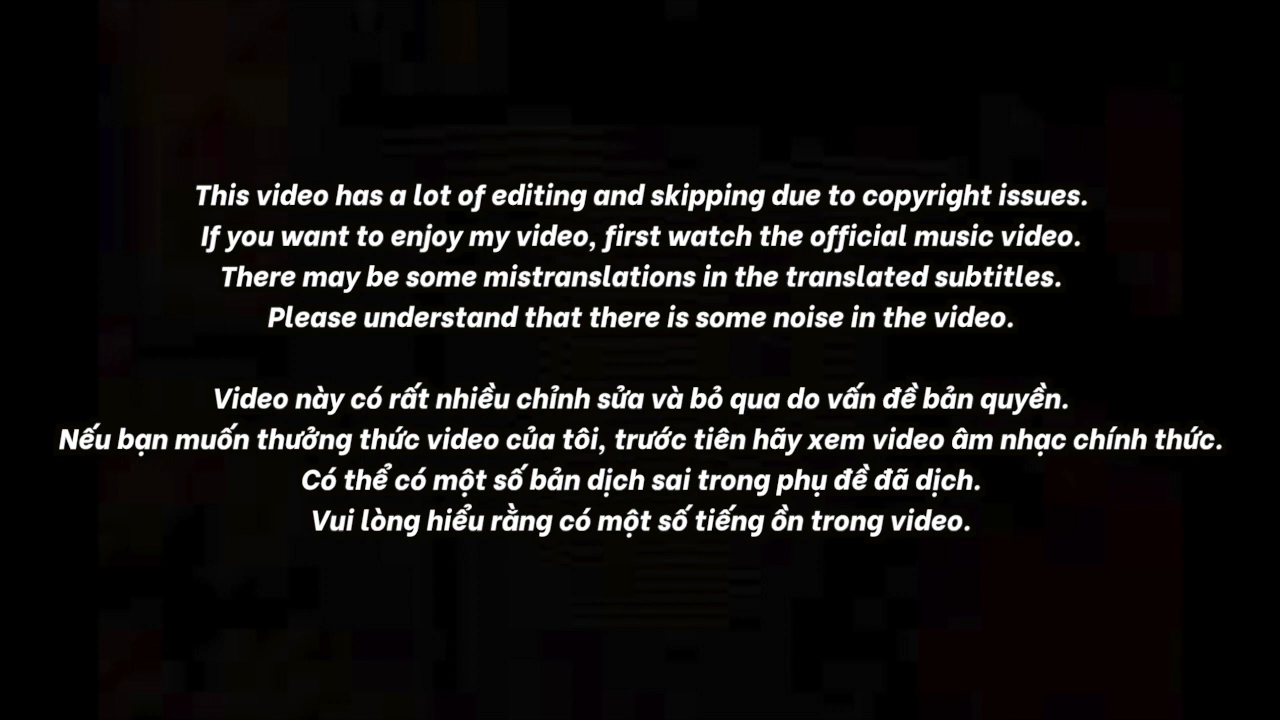 This video has a lot of editing and skipping due to copyright issues.
If you want to enjoy my video, first watch the official music video.
There may be some mistranslations in the translated subtitles.
Please understand that there is some noise in the video.
Video này có rất nhiều chỉnh sửa và bỏ qua do vấn đề bản quyền.
Nếu bạn muốn thưởng thức video của tôi, trước tiên hãy xem video âm nhạc chính thức.
Có thể có một số bản dịch sai trong phụ đề đã dịch.
Vui lòng hiểu rằng có một số tiếng ồn trong video.